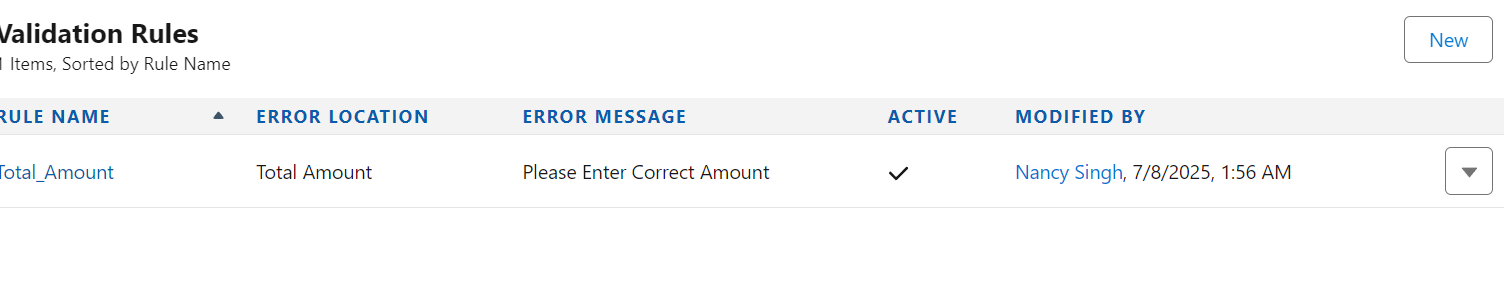 Validation Rules
New
1 Items, Sorted by Rule Name
RULE NAME ERROR LOCATION ERROR MESSAGE ACTIVE MODIFIED BY
Total_Amount Total Amount Please Enter Correct Amount Nancy Singh, 7/8/2025, 1:56 AM